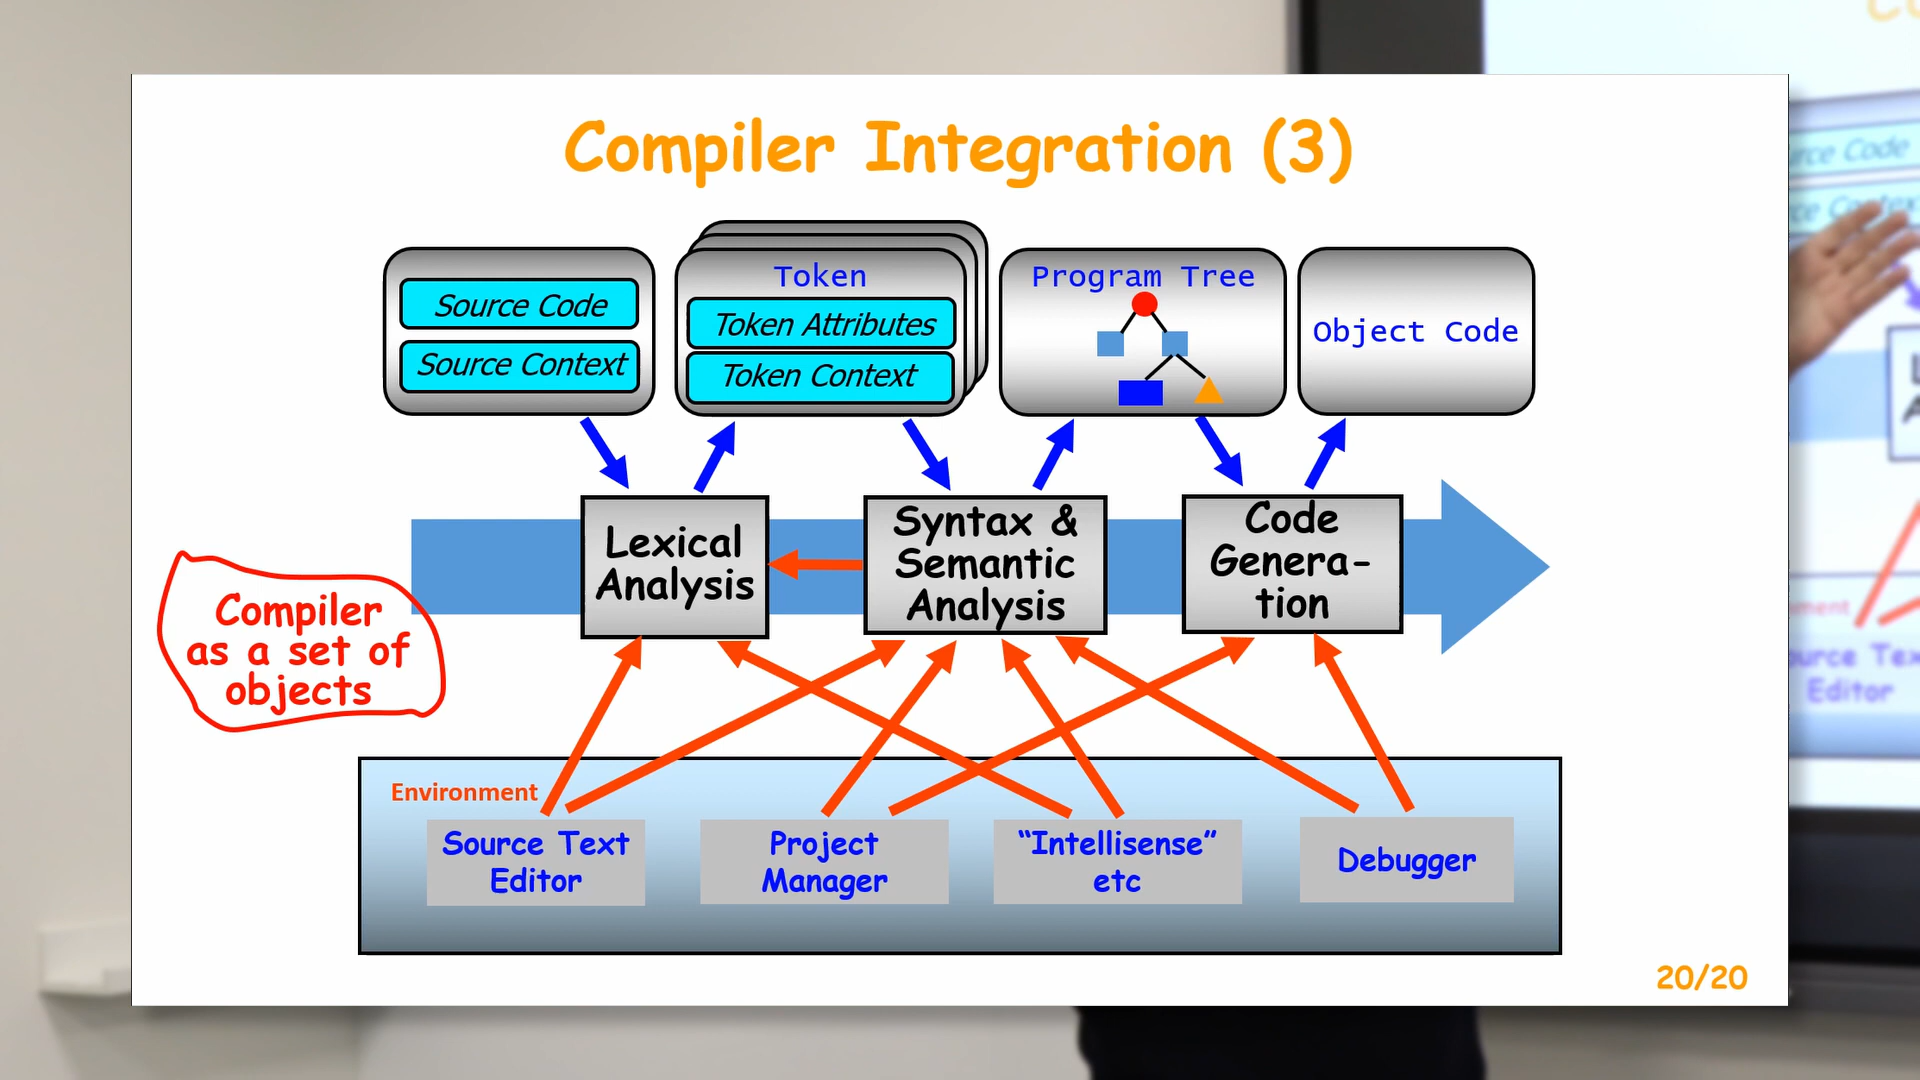 Compiler Integration (3)
Source Code
Source Context
Token
Token Attributes
Token Context
Program Tree
Object Code
Lexical
Analysis
Syntax &
Semantic
Analysis
Code
Genera-
tion
Compiler
as a set of
objects
Environment
Source Text
Editor
Project
Manager
“Intellisense”
etc
Debugger
20/20
Editor